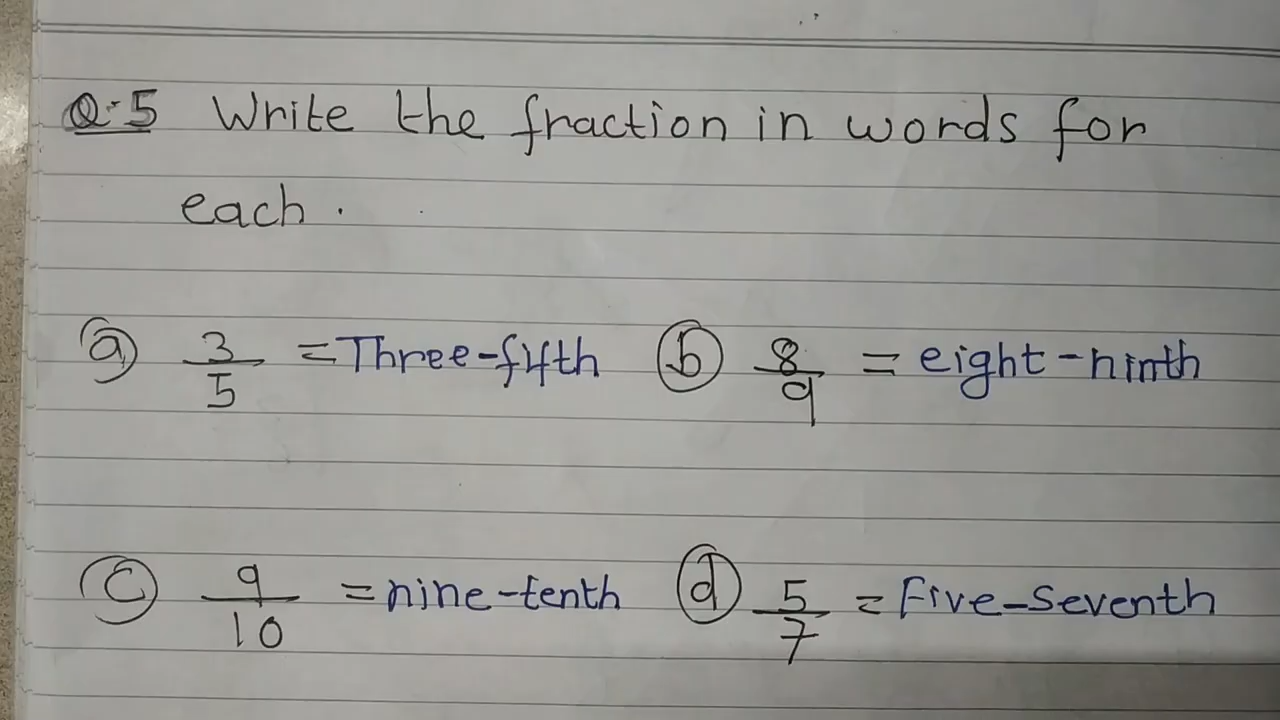 Q.5 Write the fraction in words for
each.
(a) 3/5 = Three-fifth (b) 8/9 = eight-ninth
(c) 9/10 = nine-tenth (d) 5/7 = Five-seventh